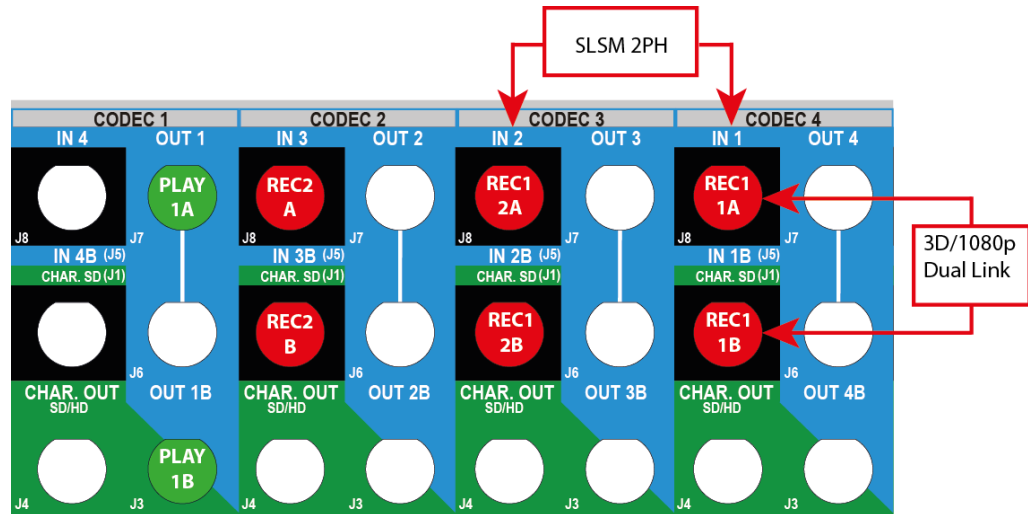 SLSM 2PH
CODEC 1 CODEC 2 CODEC 3 CODEC 4
IN 4 OUT 1 IN 3 OUT 2 IN 2 OUT 3 IN 1 OUT 4
PLAY
1A
REC2
A
REC1
2A
REC1
1A
J8 J7 J8 J7 J8 J7 J8 J7
3D/1080p
Dual Link
IN 4B (J5) IN 3B (J5) IN 2B (J5) IN 1B (J5)
CHAR. SD (J1) CHAR. SD (J1) CHAR. SD (J1) CHAR. SD (J1)
REC2
B
REC1
2B
REC1
1B
J6 J6 J6 J6
CHAR. OUT OUT 1B CHAR. OUT OUT 2B CHAR. OUT OUT 3B CHAR. OUT OUT 4B
SD/HD SD/HD SD/HD SD/HD
PLAY
1B
J4 J3 J4 J3 J4 J3 J4 J3